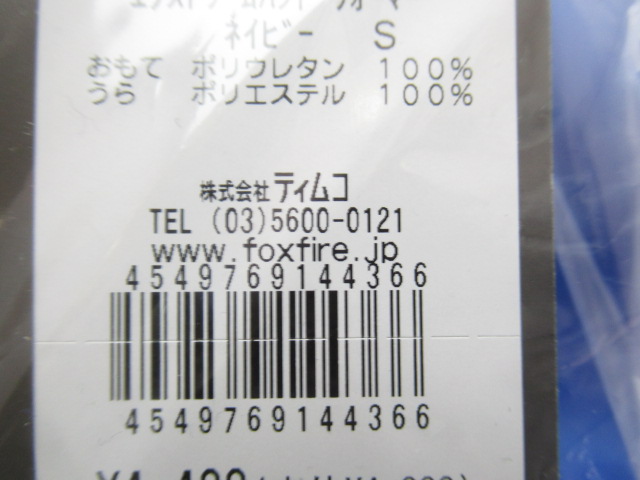 ネイビー S
おもて ポリウレタン 100%
うら ポリエステル 100%
株式会社 ティムコ
TEL (03)5600-0121
www.foxfire.jp
4549769144366
4549769144366